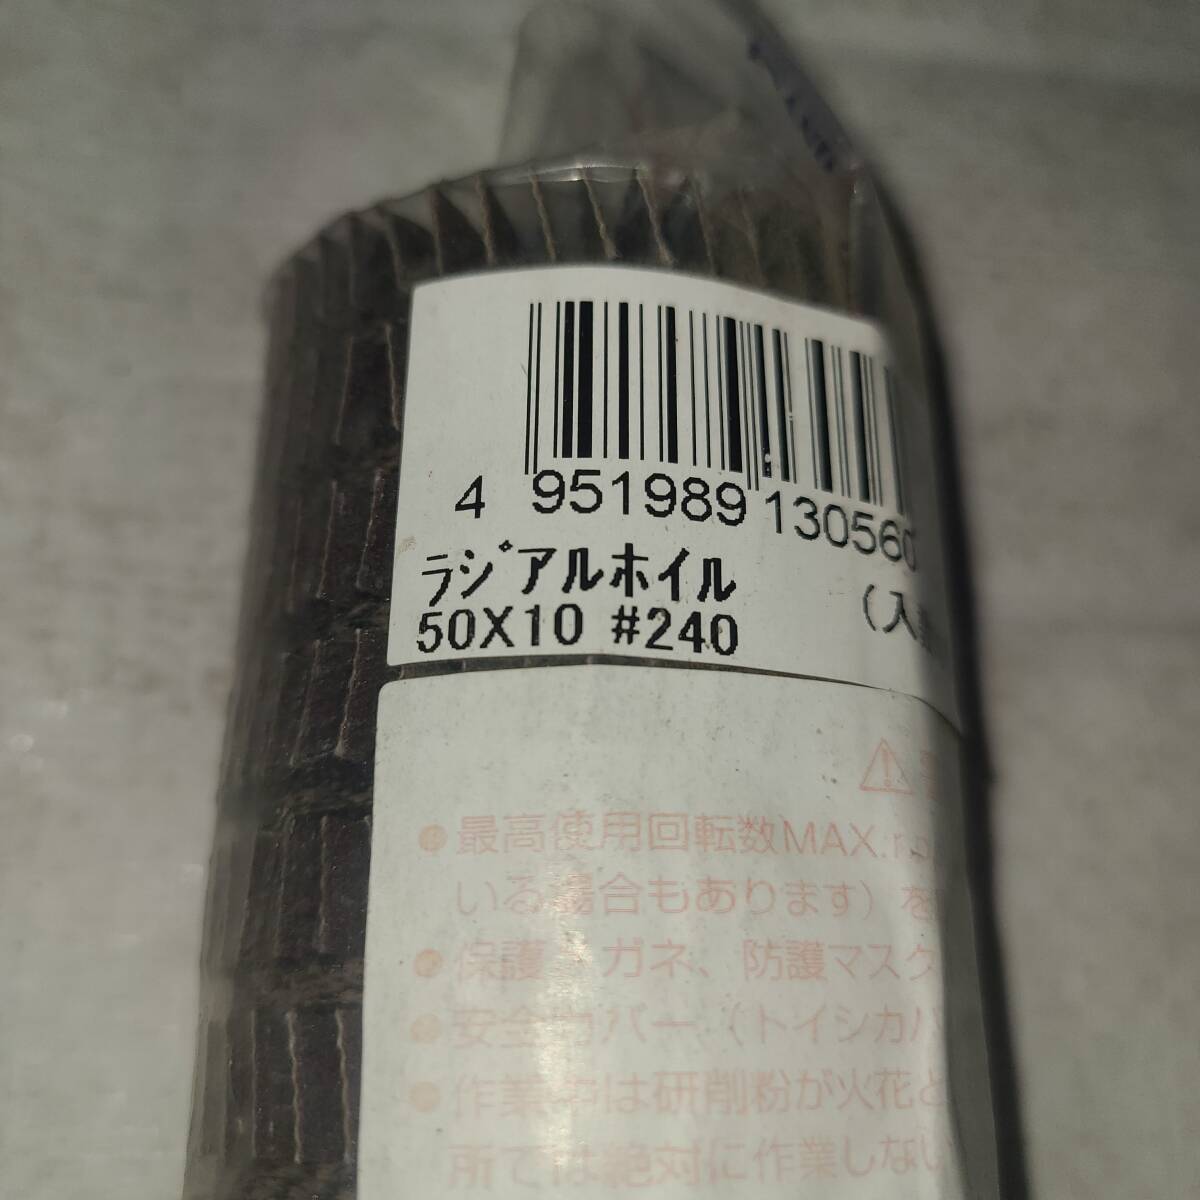 4 951989 130560
ラジアルホイル
50X10 #240
(入
⚠
● 最高使用回転数MAX.r.p
いる場合もあります）を
● 保護 ガネ、防護マスク
● 安全カバー（トイシカバ
● 作業中は研削粉が火花と
所では絶対に作業しない